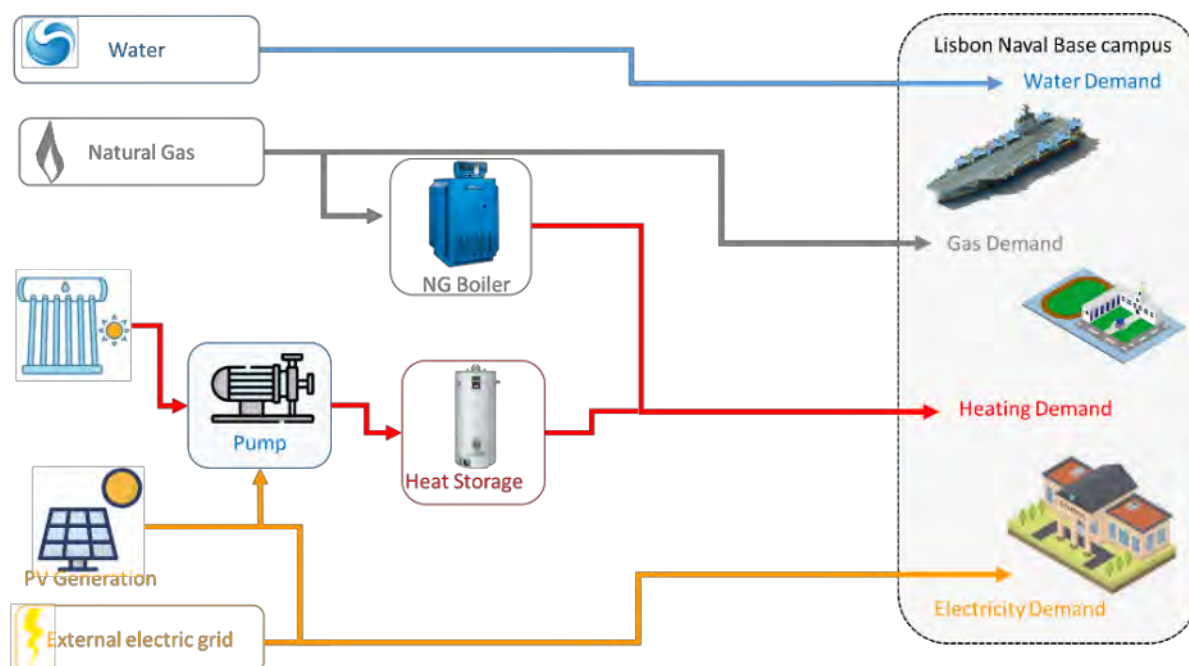 Water
Lisbon Naval Base campus
Water Demand
Natural Gas
NG Boiler
Gas Demand
Pump
Heat Storage
Heating Demand
PV Generation
External electric grid
Electricity Demand